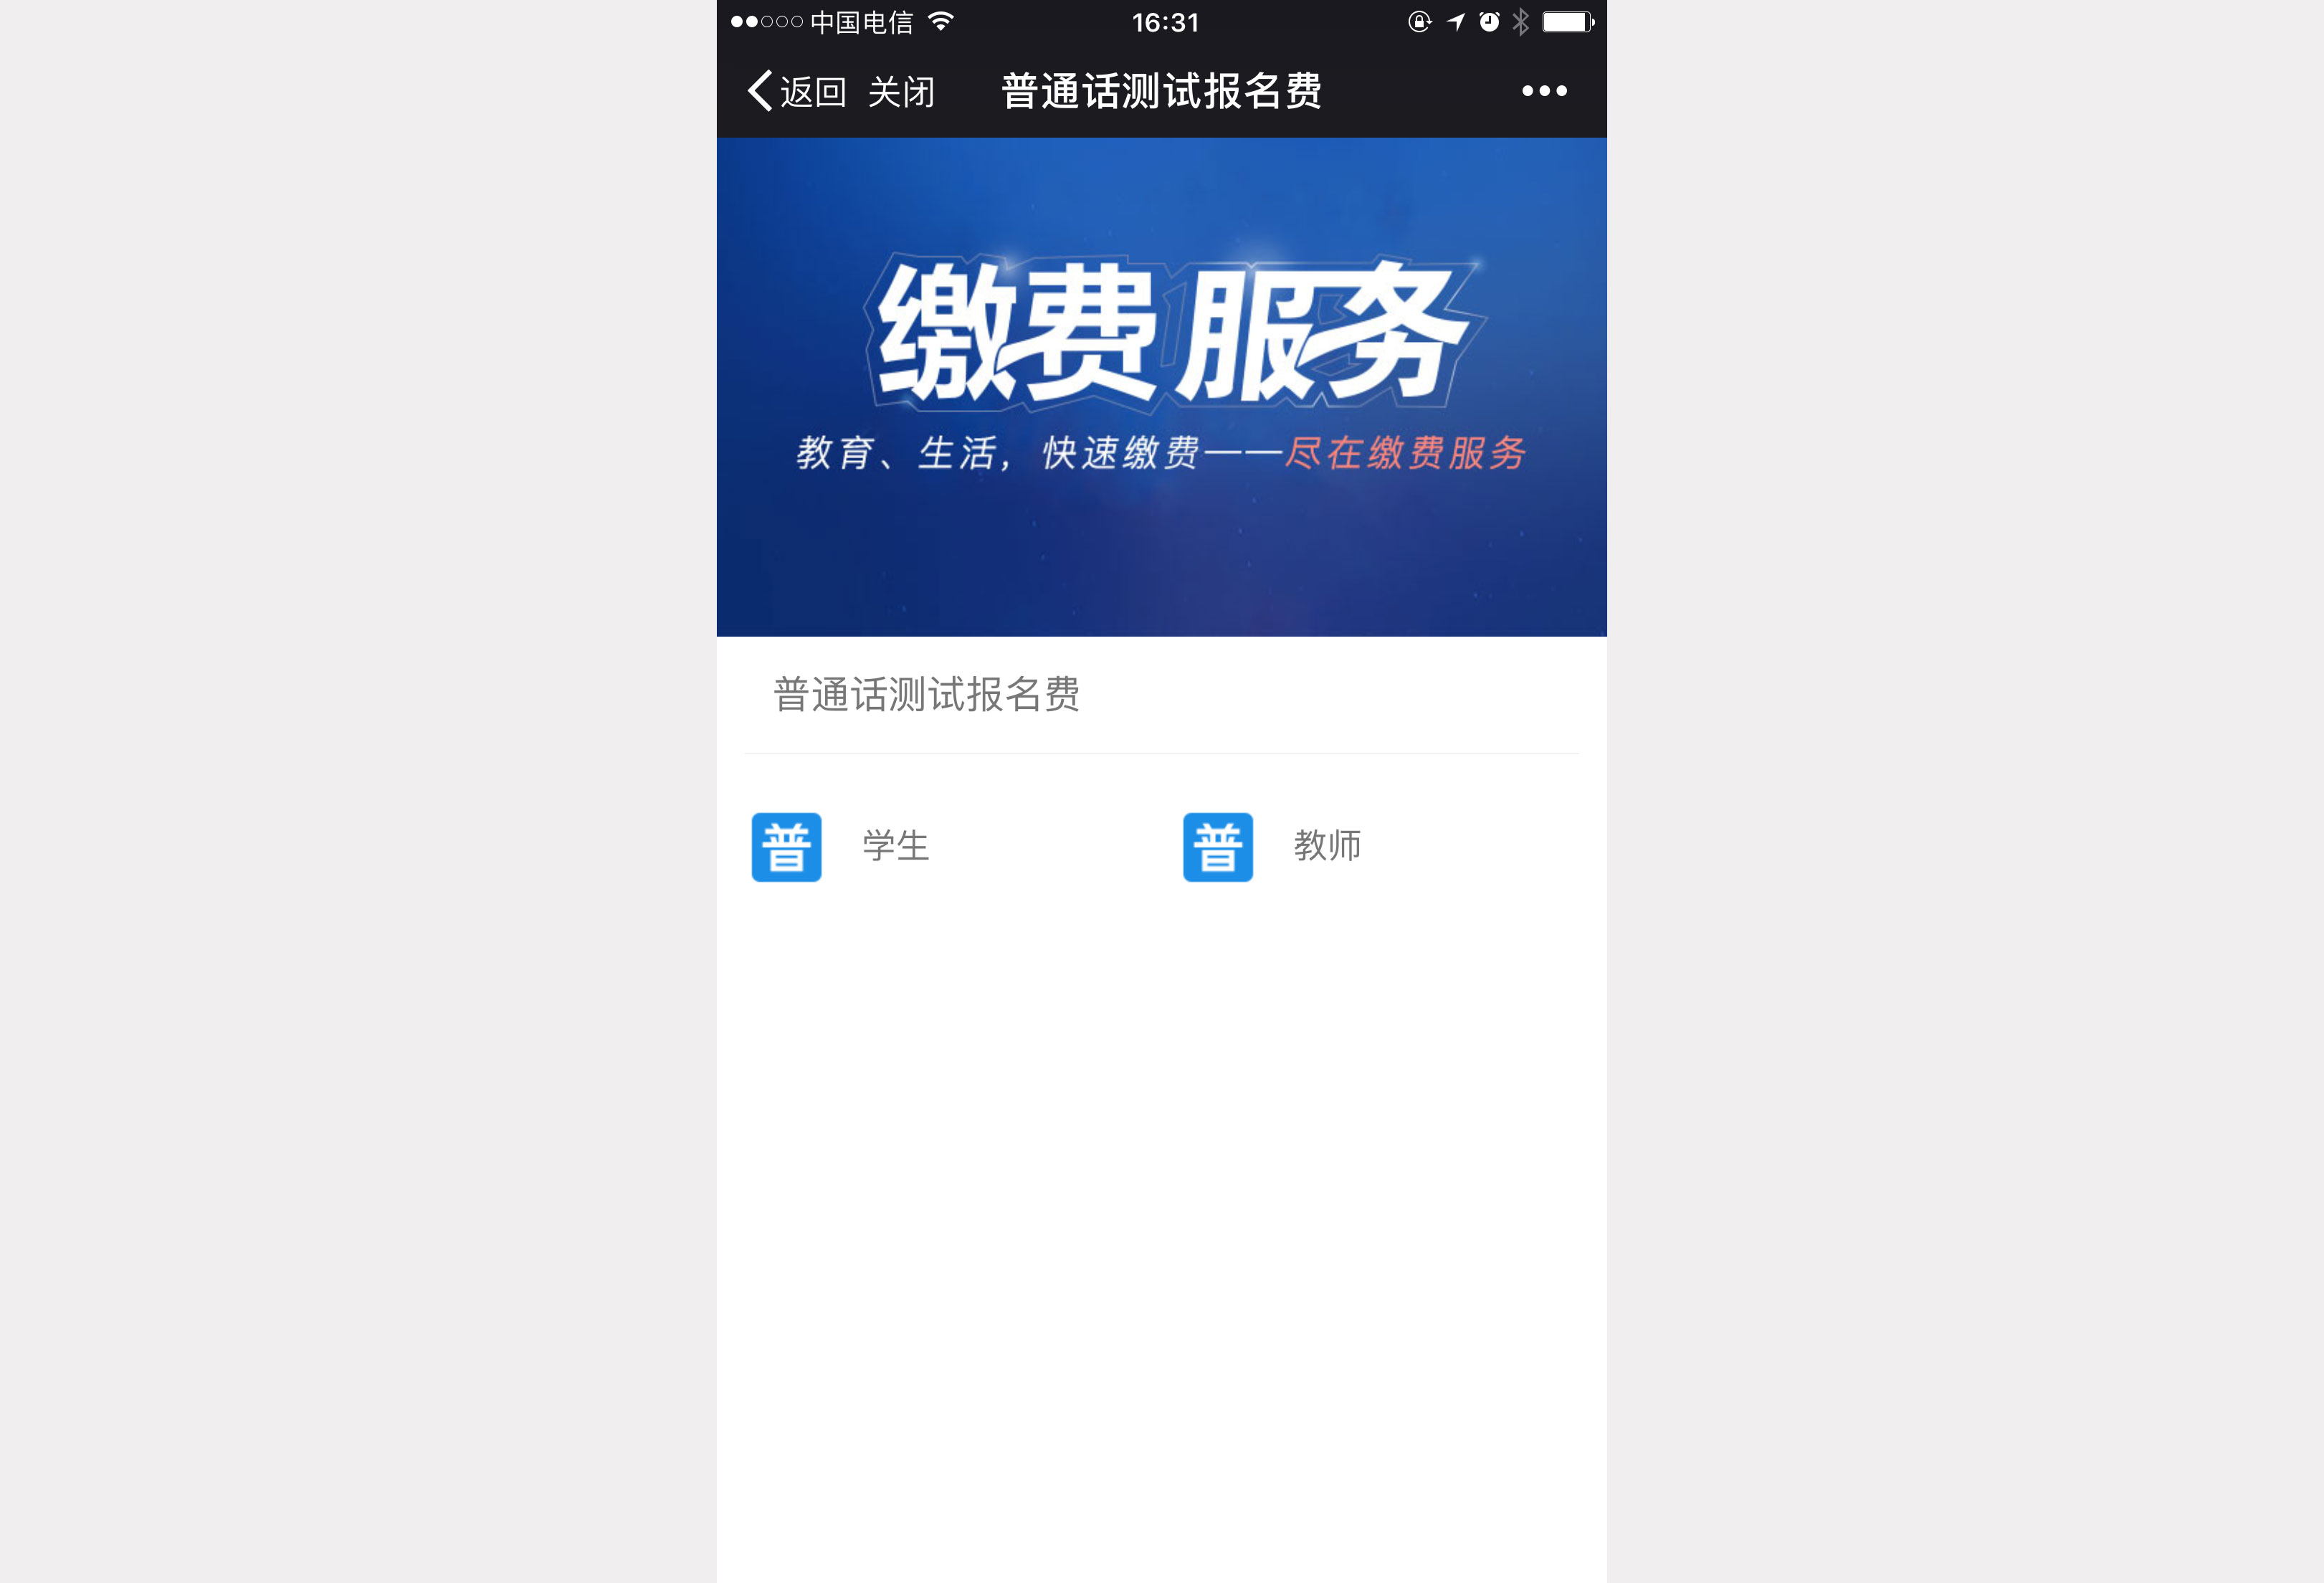 中国电信 16:31
返回 关闭 普通话测试报名费
缴费服务
教育、生活，快速缴费——尽在缴费服务
普通话测试报名费
普 学生 普 教师